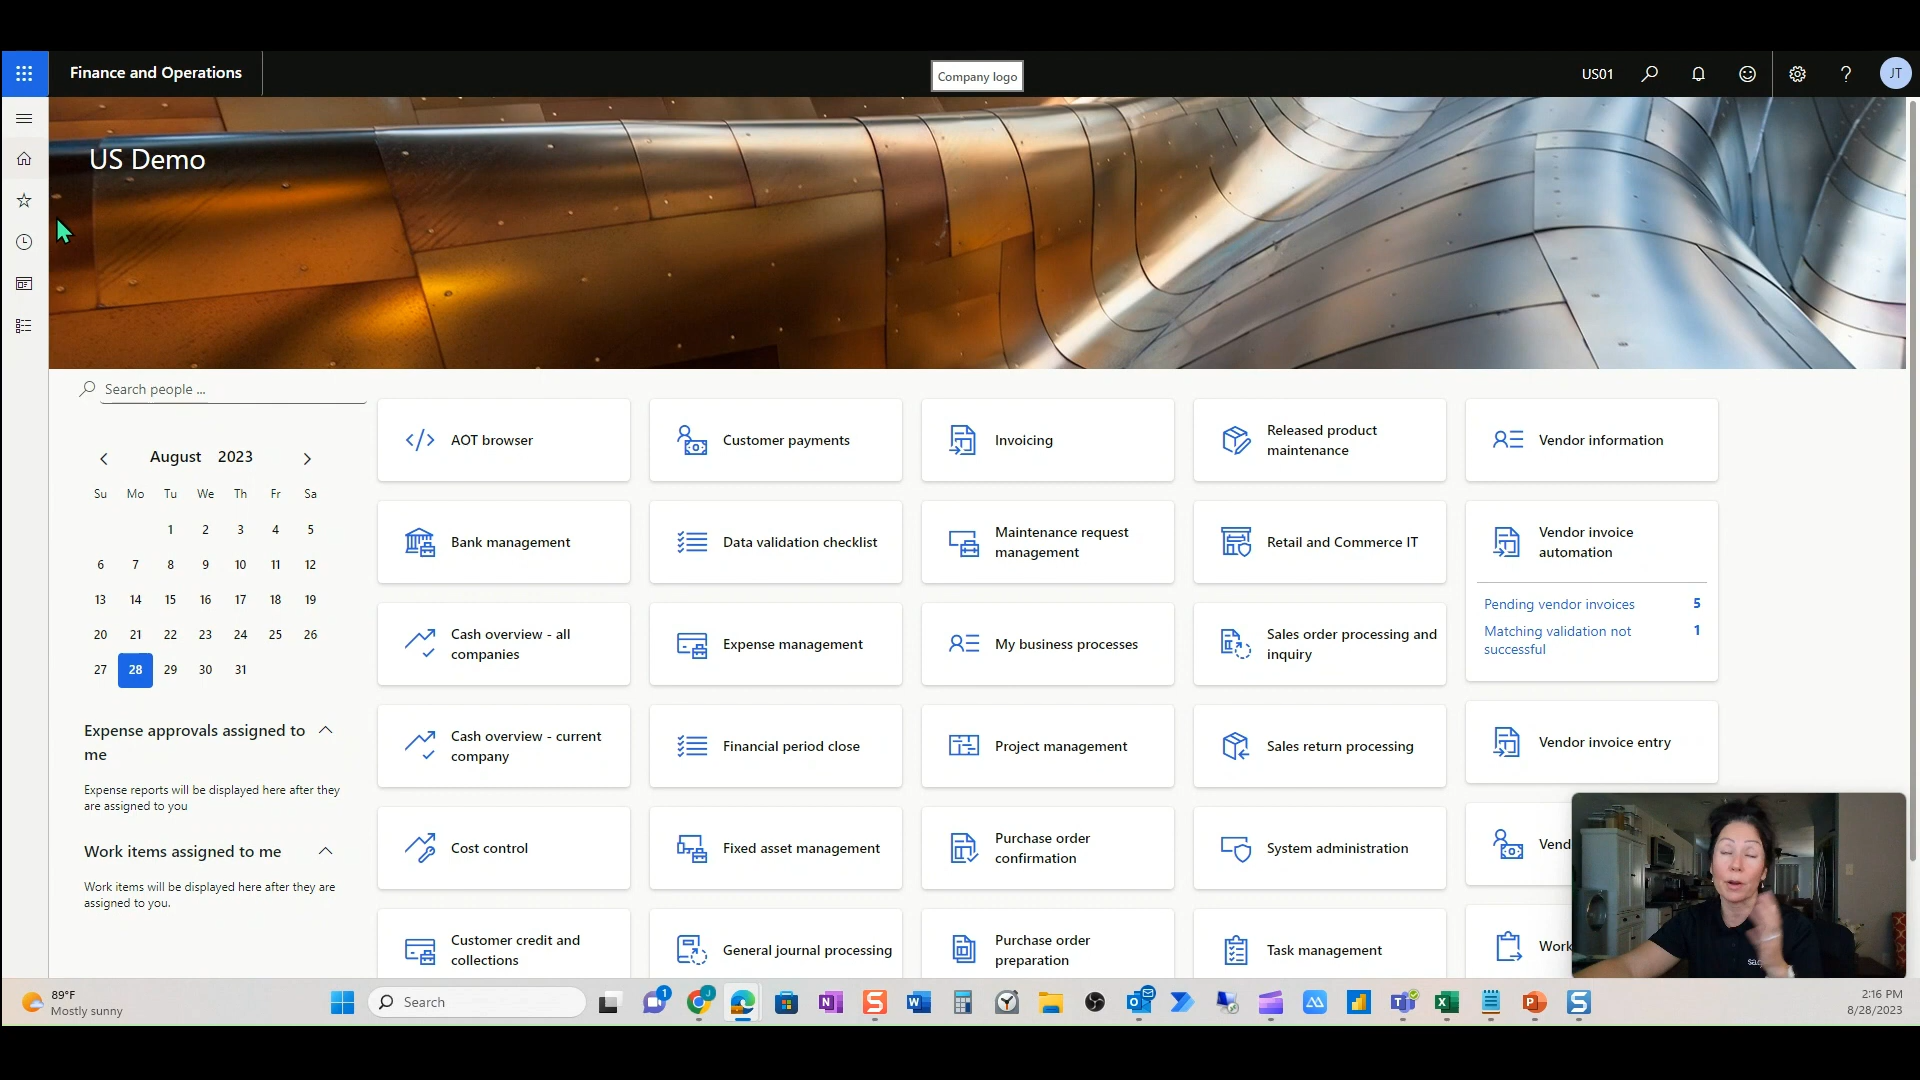 Finance and Operations
Company logo
US01
JT
US Demo
Search people ...
August 2023
Su Mo Tu We Th Fr Sa
1 2 3 4 5
6 7 8 9 10 11 12
13 14 15 16 17 18 19
20 21 22 23 24 25 26
27 28 29 30 31
Expense approvals assigned to
me
Expense reports will be displayed here after they
are assigned to you
Work items assigned to me
Work items will be displayed here after they are
assigned to you.
AOT browser
Bank management
Cash overview - all
companies
Cash overview - current
company
Cost control
Customer credit and
collections
Customer payments
Data validation checklist
Expense management
Financial period close
Fixed asset management
General journal processing
Invoicing
Maintenance request
management
My business processes
Project management
Purchase order
confirmation
Purchase order
preparation
Released product
maintenance
Retail and Commerce IT
Sales order processing and
inquiry
Sales return processing
System administration
Task management
Vendor information
Vendor invoice
automation
Pending vendor invoices 5
Matching validation not 1
successful
Vendor invoice entry
Vend
Work
89°F
Mostly sunny
Search
2:16 PM
8/28/2023